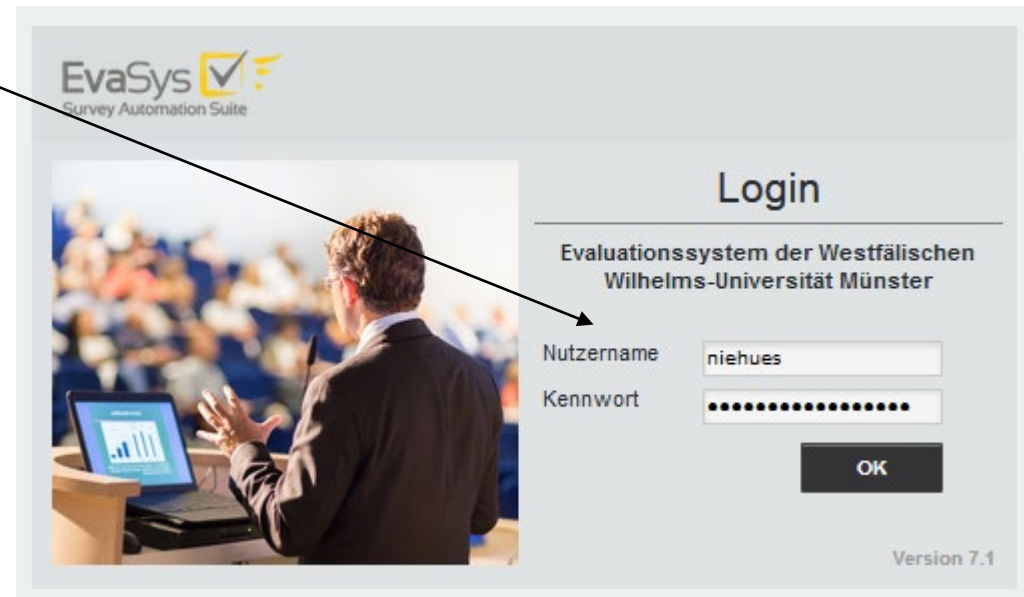 EvaSys
Survey Automation Suite
Login
Evaluationssystem der Westfälischen
Wilhelms-Universität Münster
Nutzername niehues
Kennwort •••••••••••••••••
OK
Version 7.1